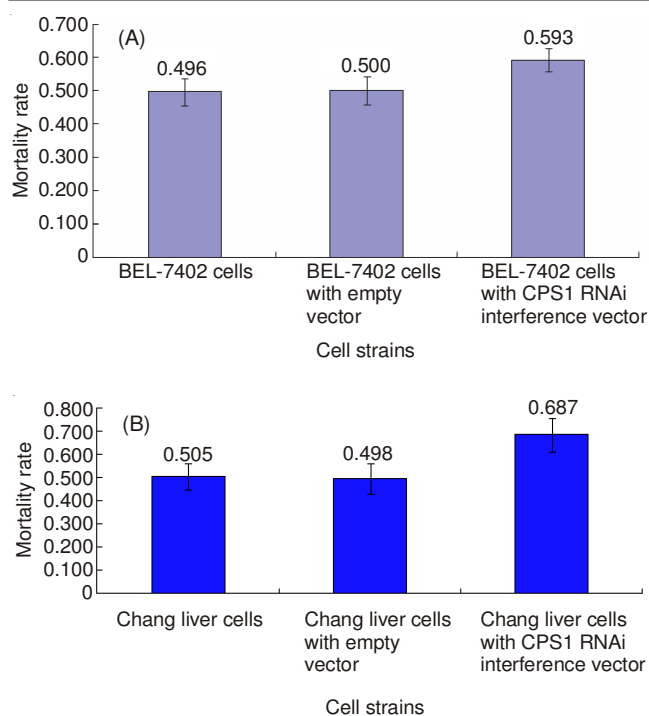 (A)
Mortality rate
0.700
0.600
0.500
0.400
0.300
0.200
0.100
0
0.496
0.500
0.593
BEL-7402 cells
BEL-7402 cells
with empty
vector
BEL-7402 cells
with CPS1 RNAi
interference vector
Cell strains
(B)
Mortality rate
0.800
0.700
0.600
0.500
0.400
0.300
0.200
0.100
0
0.505
0.498
0.687
Chang liver cells
Chang liver cells
with empty
vector
Chang liver cells
with CPS1 RNAi
interference vector
Cell strains